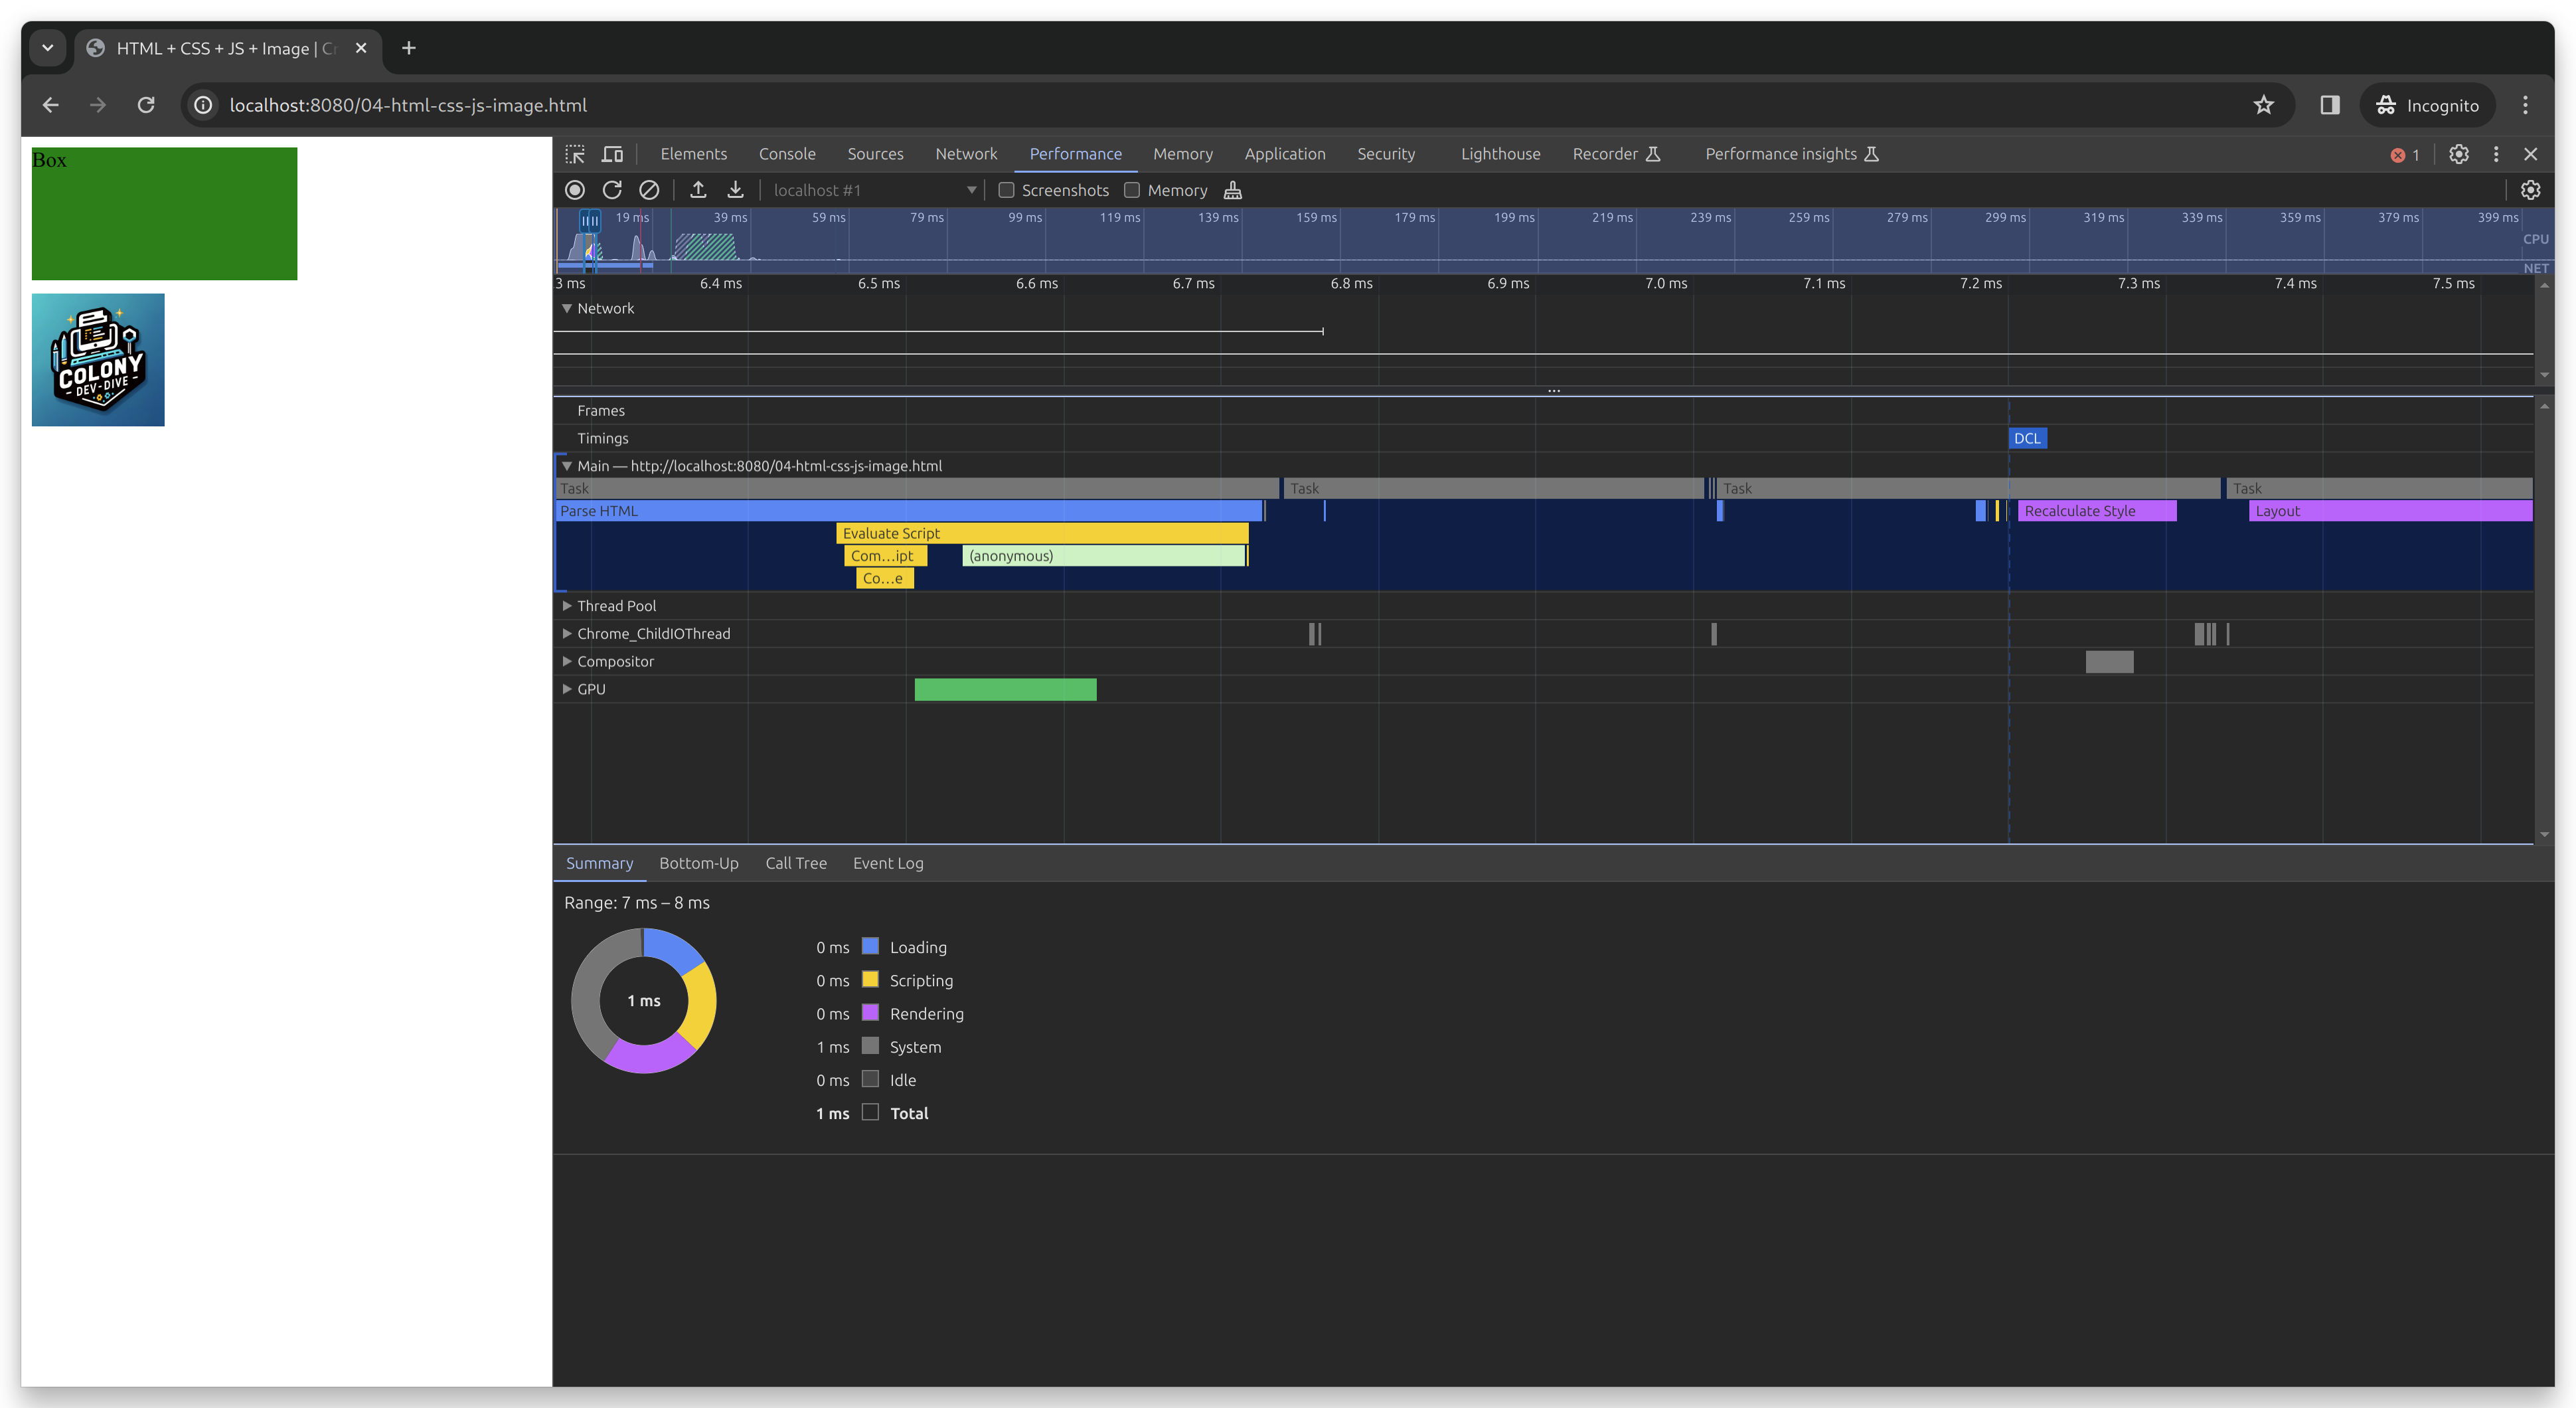 HTML + CSS + JS + Image | Cr
localhost:8080/04-html-css-js-image.html
Incognito
Box
COLONY
- DEV-DIVE -
Elements Console Sources Network Performance Memory Application Security Lighthouse Recorder Performance insights 1
localhost #1 Screenshots Memory
19 ms 39 ms 59 ms 79 ms 99 ms 119 ms 139 ms 159 ms 179 ms 199 ms 219 ms 239 ms 259 ms 279 ms 299 ms 319 ms 339 ms 359 ms 379 ms 399 ms
CPU
NET
3 ms 6.4 ms 6.5 ms 6.6 ms 6.7 ms 6.8 ms 6.9 ms 7.0 ms 7.1 ms 7.2 ms 7.3 ms 7.4 ms 7.5 ms
Network
...
Frames
Timings DCL
Main — http://localhost:8080/04-html-css-js-image.html
Task Task Task Task
Parse HTML Recalculate Style Layout
Evaluate Script
Com...ipt (anonymous)
Co...e
Thread Pool
Chrome_ChildIOThread
Compositor
GPU
Summary Bottom-Up Call Tree Event Log
Range: 7 ms – 8 ms
1 ms
0 ms Loading
0 ms Scripting
0 ms Rendering
1 ms System
0 ms Idle
1 ms Total